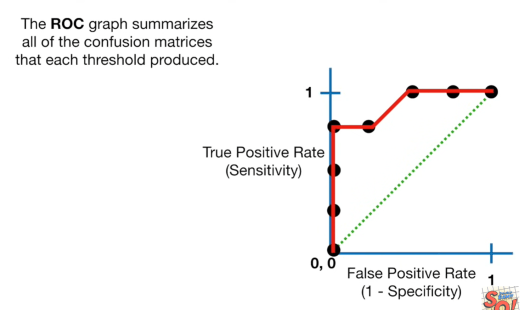 The ROC graph summarizes
all of the confusion matrices
that each threshold produced.
1
True Positive Rate
(Sensitivity)
0, 0
False Positive Rate
(1 - Specificity)
1